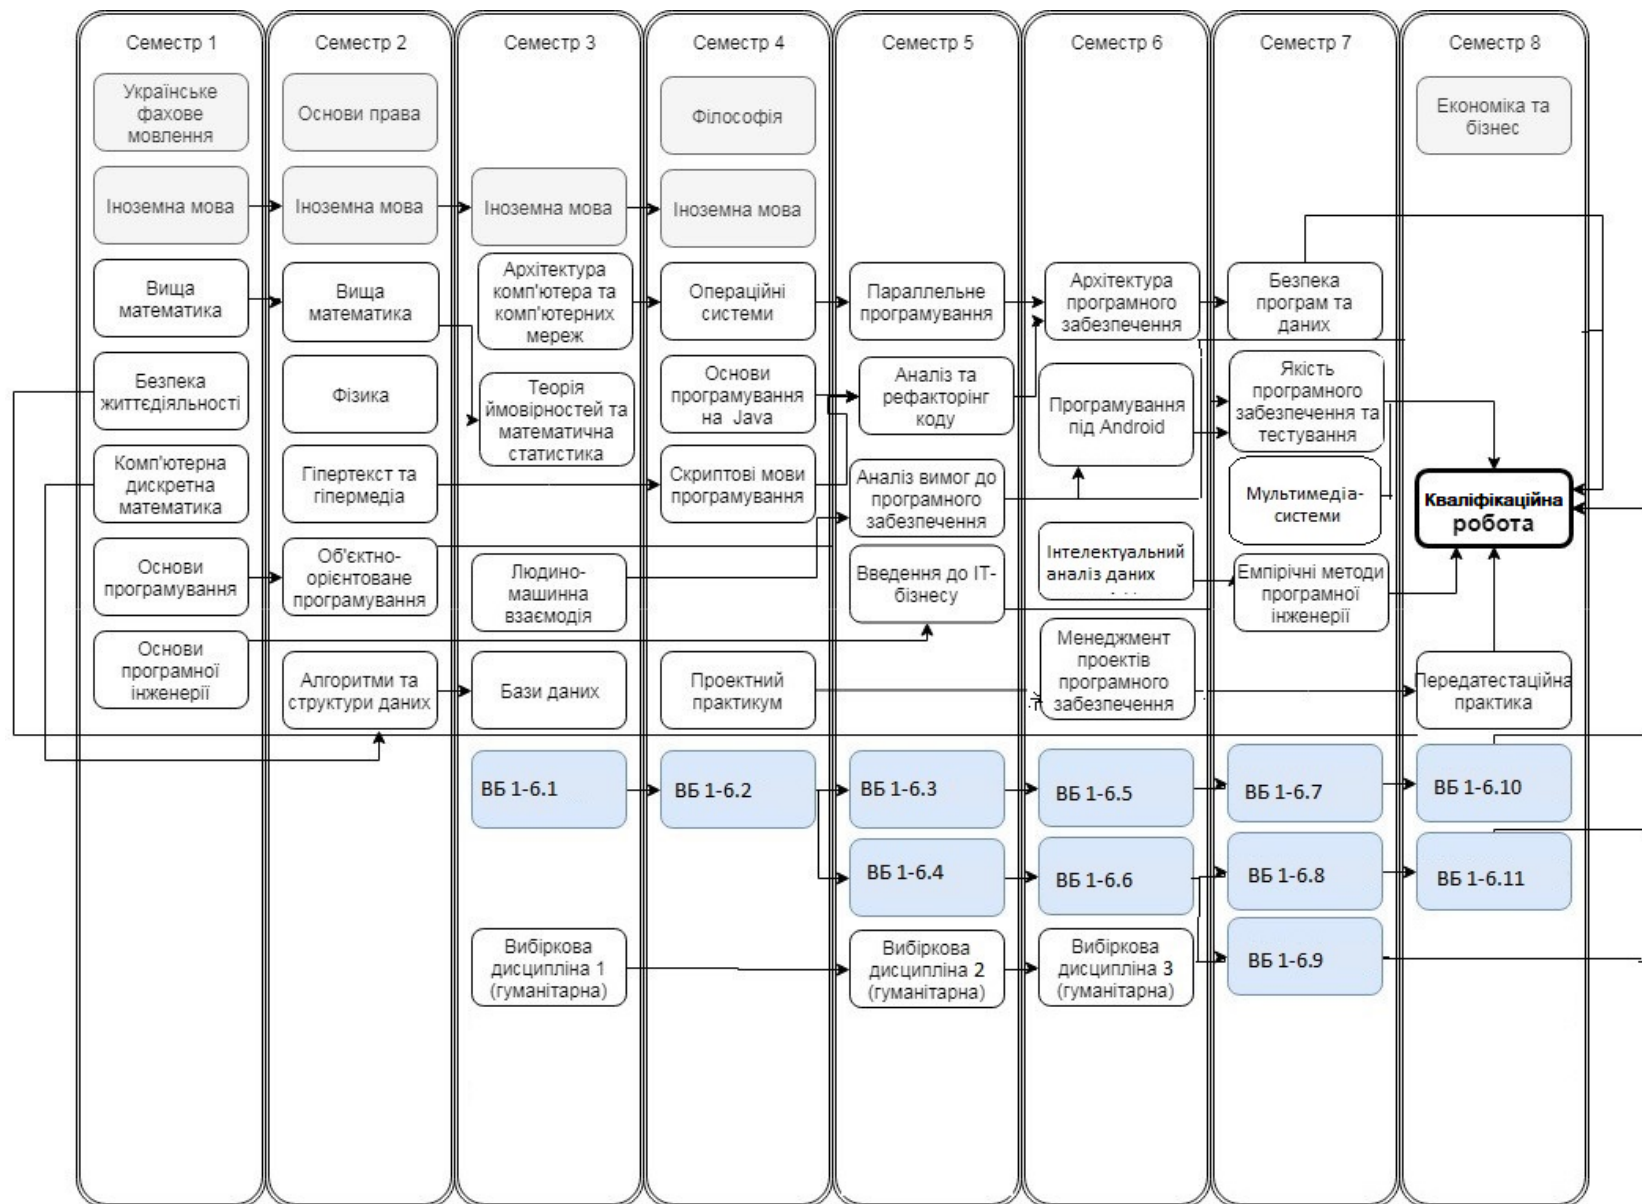 Семестр 1
Українське
фахове
мовлення
Іноземна мова
Вища
математика
Безпека
життєдіяльності
Комп'ютерна
дискретна
математика
Основи
програмування
Основи
програмної
інженерії
Семестр 2
Основи права
Іноземна мова
Вища
математика
Фізика
Гіпертекст та
гіпермедіа
Об'єктно-
орієнтоване
програмування
Алгоритми та
структури даних
Семестр 3
Іноземна мова
Архітектура
комп'ютера та
комп'ютерних
мереж
Теорія
ймовірностей та
математична
статистика
Людино-
машинна
взаємодія
Бази даних
ВБ 1-6.1
Вибіркова
дисципліна 1
(гуманітарна)
Семестр 4
Філософія
Іноземна мова
Операційні
системи
Основи
програмування
на Java
Скриптові мови
програмування
Проектний
практикум
ВБ 1-6.2
Семестр 5
Параллельне
програмування
Аналіз та
рефакторінг
коду
Аналіз вимог до
програмного
забезпечення
Введення до ІТ-
бізнесу
ВБ 1-6.3
ВБ 1-6.4
Вибіркова
дисципліна 2
(гуманітарна)
Семестр 6
Архітектура
програмного
забезпечення
Програмування
під Android
Інтелектуальний
аналіз даних
Менеджмент
проектів
програмного
забезпечення
ВБ 1-6.5
ВБ 1-6.6
Вибіркова
дисципліна 3
(гуманітарна)
Семестр 7
Безпека
програм та
даних
Якість
програмного
забезпечення та
тестування
Мультимедіа-
системи
Емпірічні методи
програмної
інженерії
ВБ 1-6.7
ВБ 1-6.8
ВБ 1-6.9
Семестр 8
Економіка та
бізнес
Кваліфікаційна
робота
Передатестаційна
практика
ВБ 1-6.10
ВБ 1-6.11